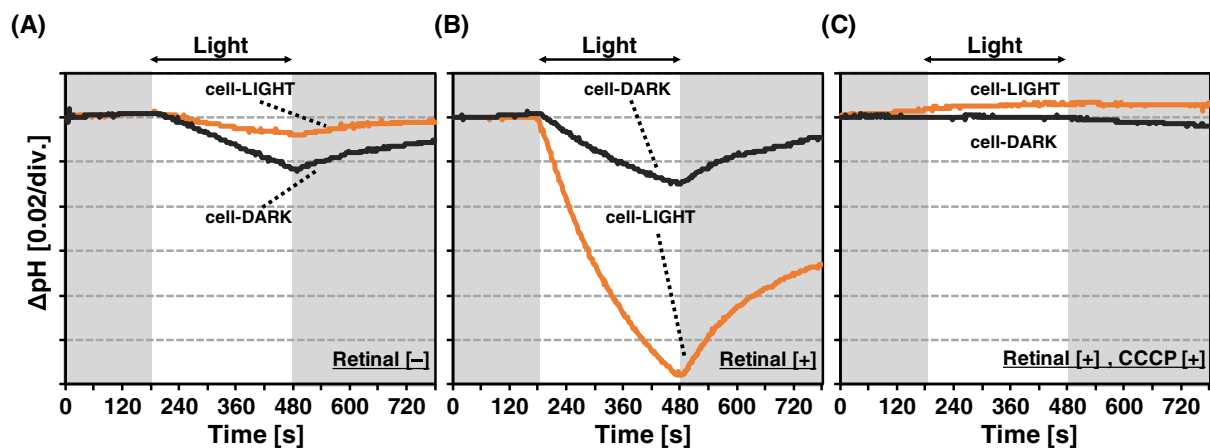 (A) (B) (C)
Light Light Light
cell-LIGHT cell-DARK cell-LIGHT
cell-DARK
cell-DARK cell-LIGHT
ΔpH [0.02/div.]
Retinal [–] Retinal [+] Retinal [+] , CCCP [+]
0 120 240 360 480 600 720 0 120 240 360 480 600 720 0 120 240 360 480 600 720
Time [s] Time [s] Time [s]